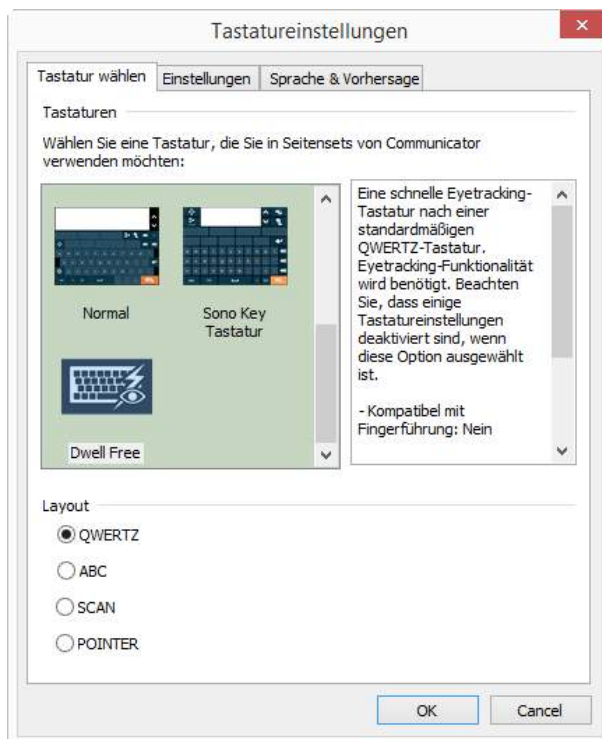 Tastatureinstellungen
Tastatur wählen
Einstellungen
Sprache & Vorhersage
Tastaturen
Wählen Sie eine Tastatur, die Sie in Seitensets von Communicator
verwenden möchten:
Normal
Sono Key
Tastatur
Dwell Free
Eine schnelle Eyetracking-
Tastatur nach einer
standardmäßigen
QWERTZ-Tastatur.
Eyetracking-Funktionalität
wird benötigt. Beachten
Sie, dass einige
Tastatureinstellungen
deaktiviert sind, wenn
diese Option ausgewählt
ist.
- Kompatibel mit
Fingerführung: Nein
Layout
QWERTZ
ABC
SCAN
POINTER
OK
Cancel